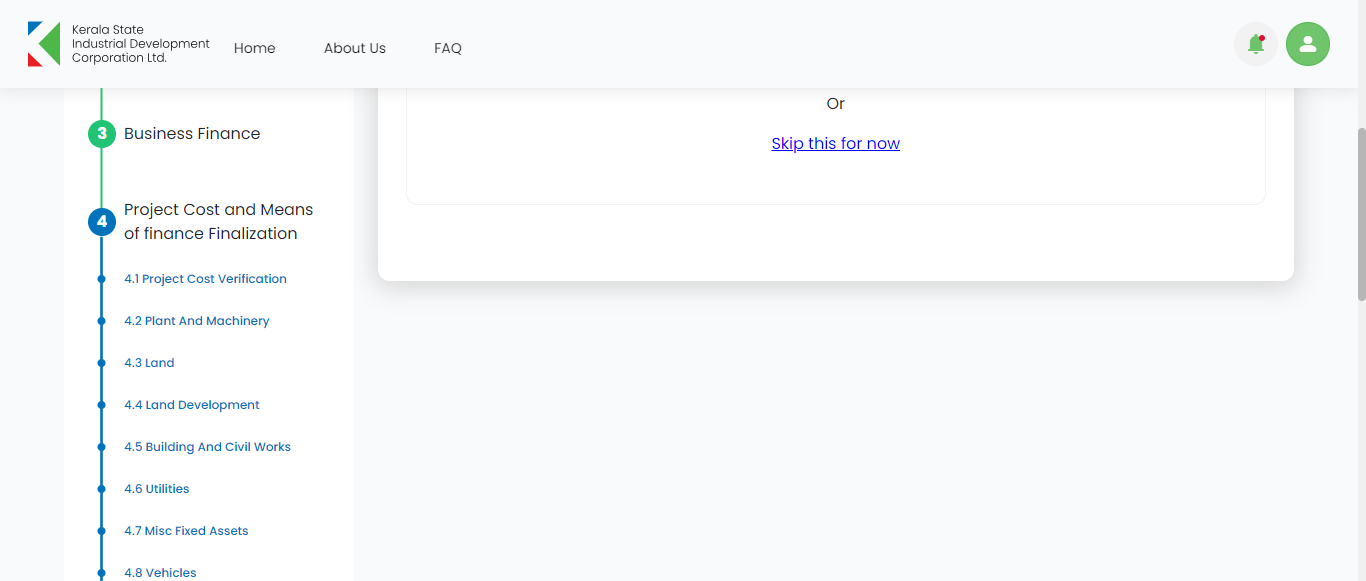 Kerala State
Industrial Development
Corporation Ltd.
Home
About Us
FAQ
3
Business Finance
4
Project Cost and Means
of finance Finalization
4.1 Project Cost Verification
4.2 Plant And Machinery
4.3 Land
4.4 Land Development
4.5 Building And Civil Works
4.6 Utilities
4.7 Misc Fixed Assets
4.8 Vehicles
Or
Skip this for now